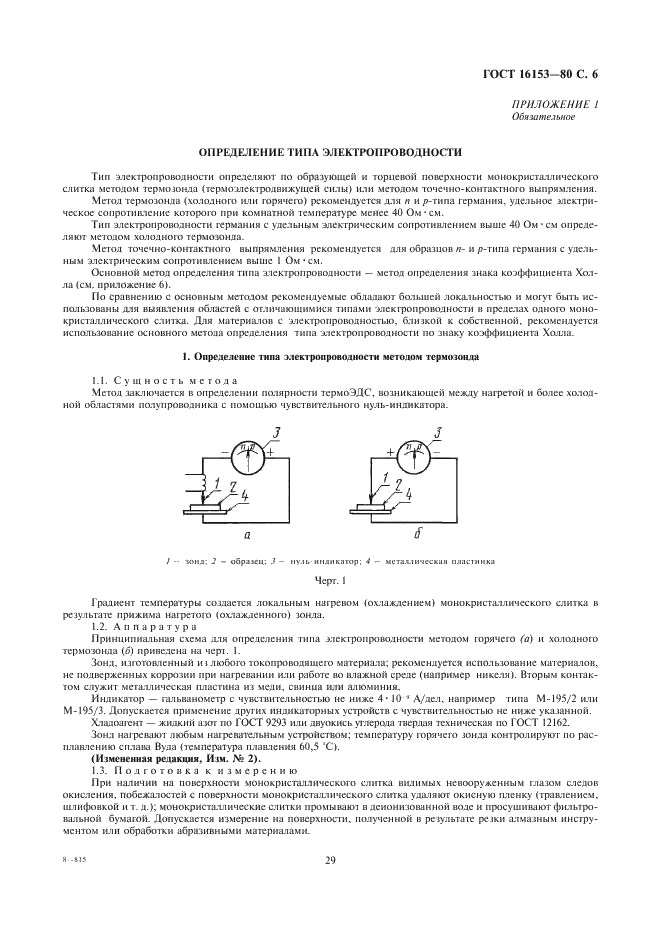 ГОСТ 16153—80 С. 6
ПРИЛОЖЕНИЕ 1
Обязательное
ОПРЕДЕЛЕНИЕ ТИПА ЭЛЕКТРОПРОВОДНОСТИ
Тип электропроводности определяют по образующей и торцевой поверхности монокристаллического
слитка методом термозонда (термоэлектродвижущей силы) или методом точечно-контактного выпрямления.
Метод термозонда (холодного или горячего) рекомендуется для n и p-типа германия, удельное электри-
ческое сопротивление которого при комнатной температуре менее 40 Ом · см.
Тип электропроводности германия с удельным электрическим сопротивлением выше 40 Ом · см опреде-
ляют методом холодного термозонда.
Метод точечно-контактного выпрямления рекомендуется для образцов n- и p-типа германия с удель-
ным электрическим сопротивлением выше 1 Ом · см.
Основной метод определения типа электропроводности — метод определения знака коэффициента Хол-
ла (см. приложение 6).
По сравнению с основным методом рекомендуемые обладают большей локальностью и могут быть ис-
пользованы для выявления областей с отличающимися типами электропроводности в пределах одного моно-
кристаллического слитка. Для материалов с электропроводностью, близкой к собственной, рекомендуется
использование основного метода определения типа электропроводности по знаку коэффициента Холла.
1. Определение типа электропроводности методом термозонда
1.1. Сущность метода
Метод заключается в определении полярности термоЭДС, возникающей между нагретой и более холод-
ной областями полупроводника с помощью чувствительного нуль-индикатора.
n p 3
− +
1 2 4
а
n p 3
+ −
1 2 4
б
1 — зонд; 2 — образец; 3 — нуль-индикатор; 4 — металлическая пластинка
Черт. 1
Градиент температуры создается локальным нагревом (охлаждением) монокристаллического слитка в
результате прижима нагретого (охлажденного) зонда.
1.2. Аппаратура
Принципиальная схема для определения типа электропроводности методом горячего (а) и холодного
термозонда (б) приведена на черт. 1.
Зонд, изготовленный из любого токопроводящего материала; рекомендуется использование материалов,
не подверженных коррозии при нагревании или работе во влажной среде (например никеля). Вторым контак-
том служит металлическая пластина из меди, свинца или алюминия.
Индикатор — гальванометр с чувствительностью не ниже 4 · 10 А/дел, например типа М-195/2 или
М-195/3. Допускается применение других индикаторных устройств с чувствительностью не ниже указанной.
Хладоагент — жидкий азот по ГОСТ 9293 или двуокись углерода твердая техническая по ГОСТ 12162.
Зонд нагревают любым нагревательным устройством; температуру горячего зонда контролируют по рас-
плавлению сплава Вуда (температура плавления 60,5 °С).
(Измененная редакция, Изм. № 2).
1.3. Подготовка к измерению
При наличии на поверхности монокристаллического слитка видимых невооруженным глазом следов
окисления, побежалостей с поверхности монокристаллического слитка удаляют окисную пленку (травлением,
шлифовкой и т. д.); монокристаллические слитки промывают в деионизованной воде и просушивают фильтро-
вальной бумагой. Допускается измерение на поверхности, полученной в результате резки алмазным инстру-
ментом или обработки абразивными материалами.
8--815
29